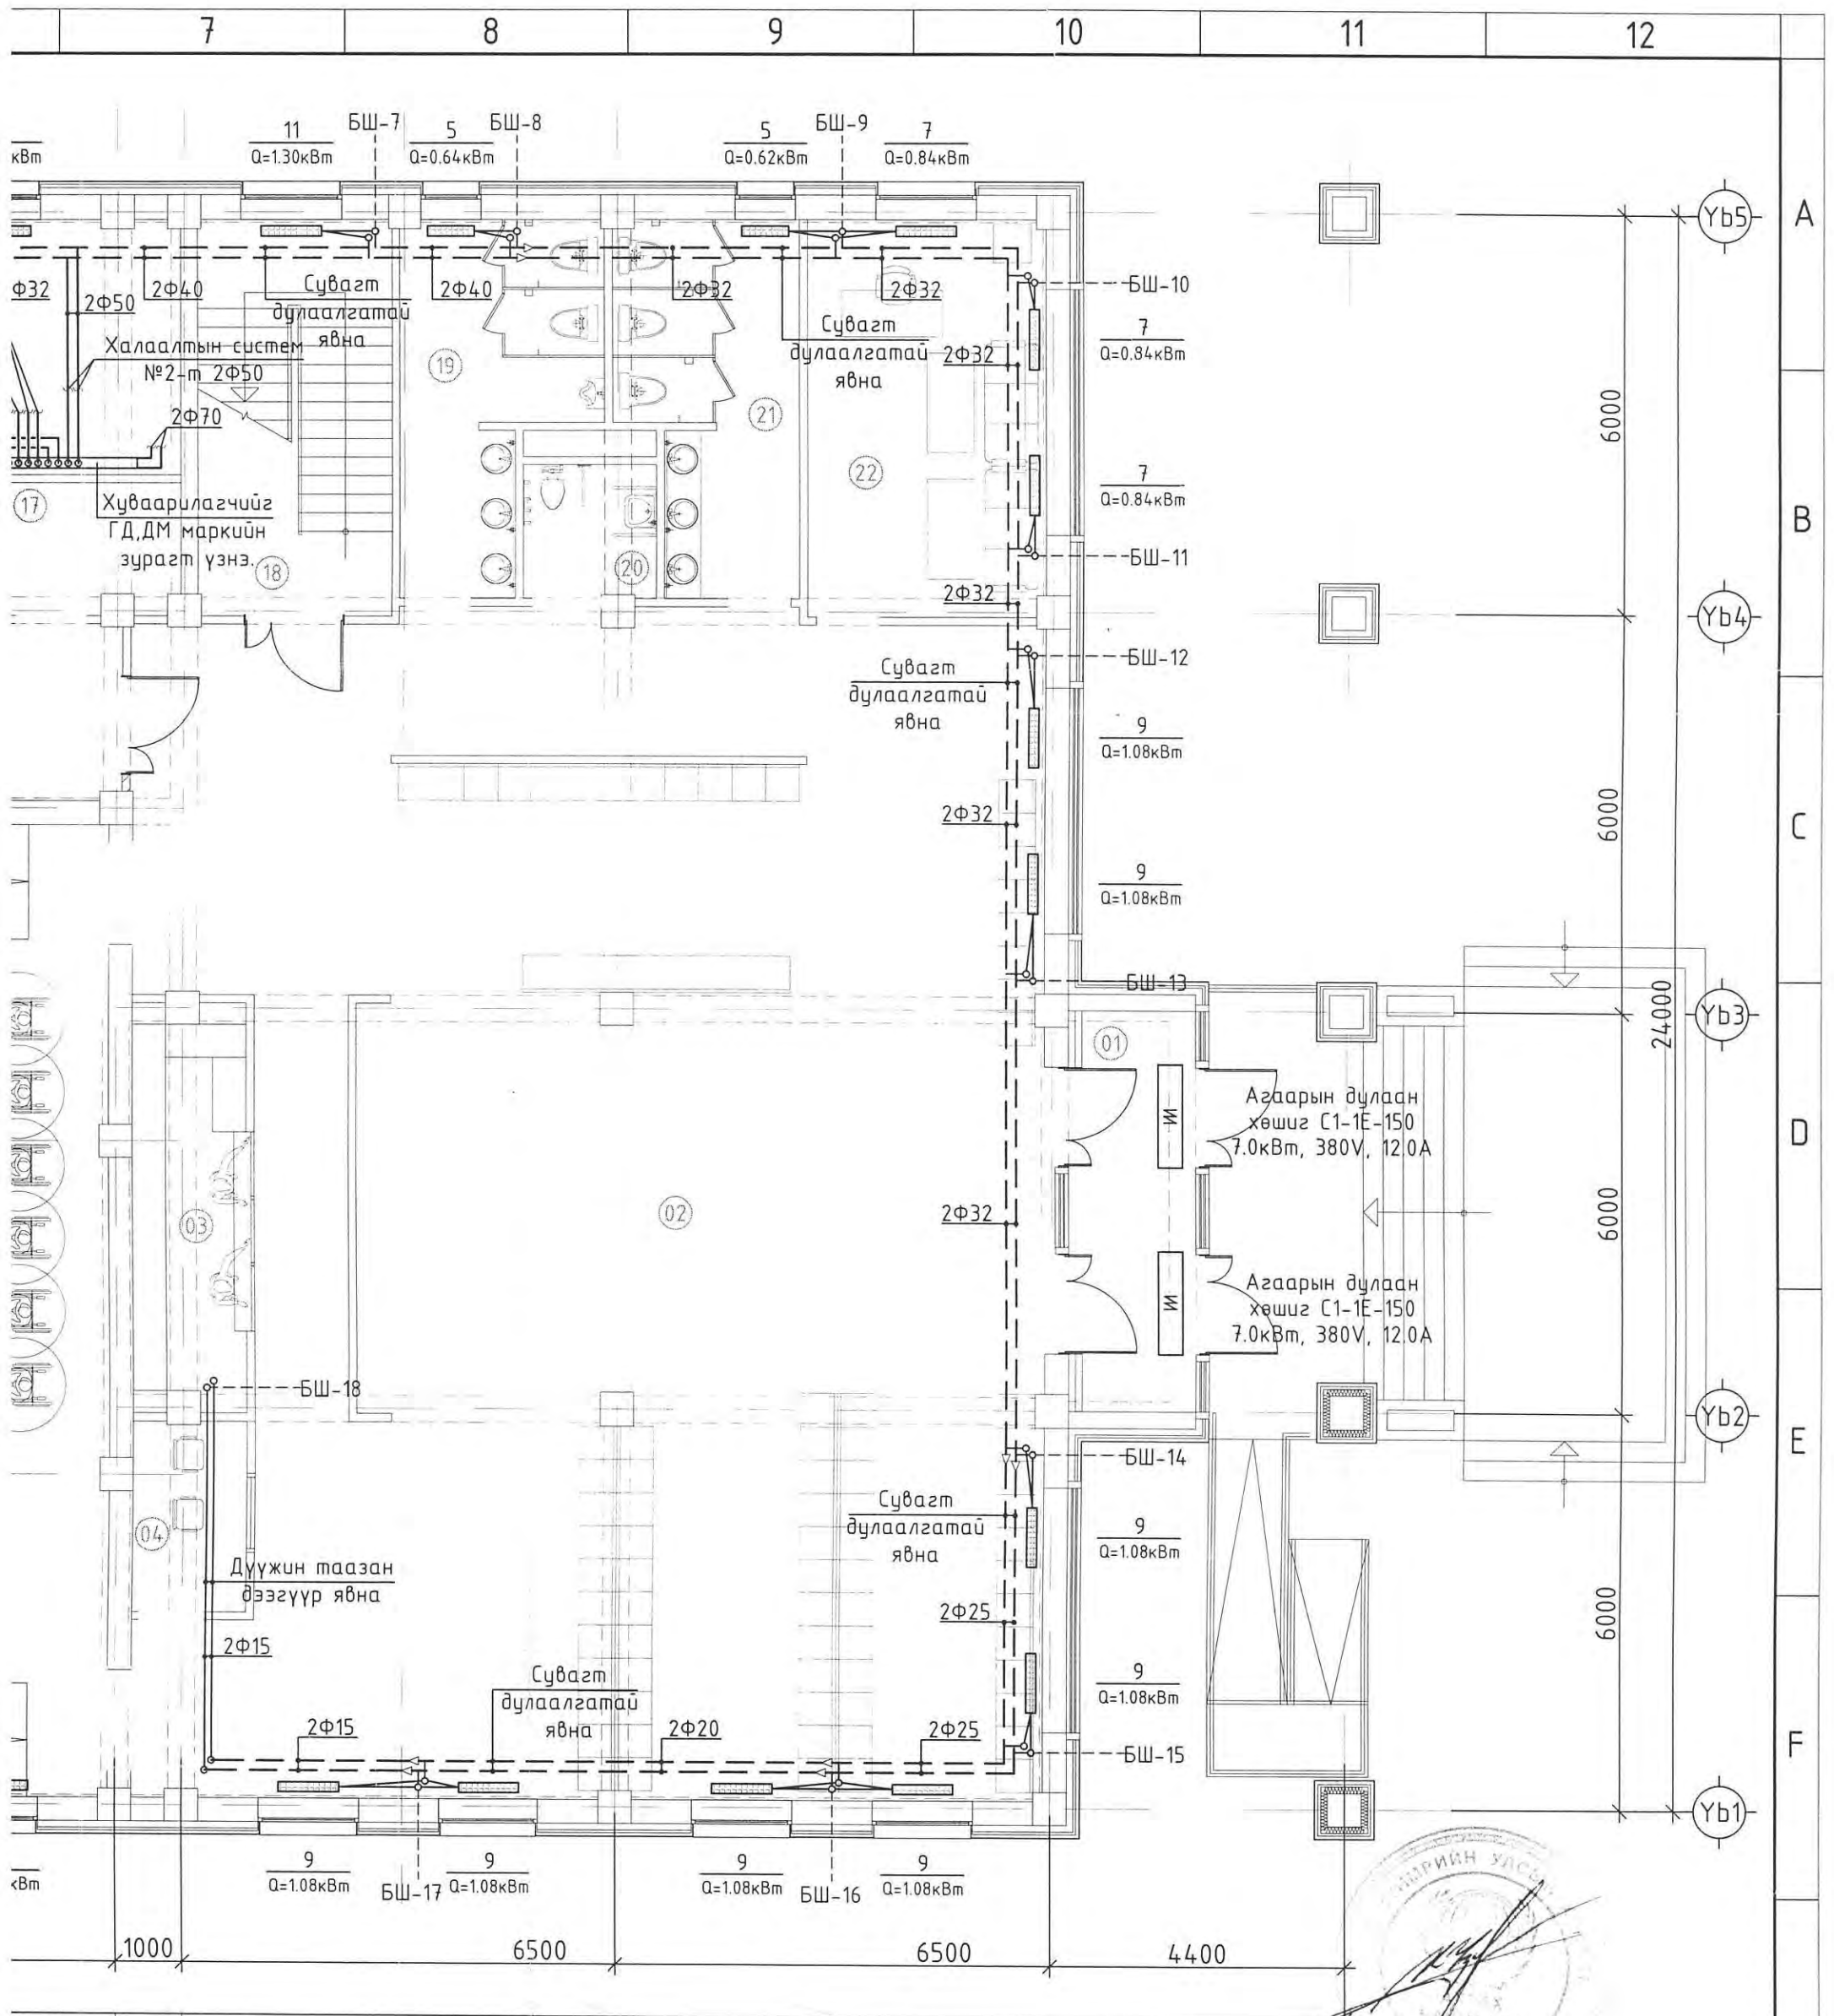 7
8
9
10
11
12
кВт
11
Q=1.30кВт
БШ-7
5
Q=0.64кВт
БШ-8
5
Q=0.62кВт
БШ-9
7
Q=0.84кВт
Yb5
A
Ф32
2Ф50
2Ф40
Сувагт
дулаалгатай
явна
2Ф40
2Ф32
2Ф32
БШ-10
Халаалтын систем
№2-т 2Ф50
19
Сувагт
дулаалгатай
явна
2Ф32
7
Q=0.84кВт
2Ф70
21
6000
17
22
7
Q=0.84кВт
Хуваарилагчийг
ГД,ДМ маркийн
зурагт үзнэ.
18
20
B
БШ-11
2Ф32
Yb4
Сувагт
дулаалгатай
явна
БШ-12
9
Q=1.08кВт
2Ф32
6000
C
9
Q=1.08кВт
БШ-13
24000
Yb3
01
Агаарын дулаан
хөшиг С1-1Е-150
7.0кВт, 380V, 12.0A
D
03
02
2Ф32
6000
Агаарын дулаан
хөшиг С1-1Е-150
7.0кВт, 380V, 12.0A
БШ-18
Yb2
E
БШ-14
04
Сувагт
дулаалгатай
явна
9
Q=1.08кВт
Дүүжин таазан
дээгүүр явна
2Ф25
6000
2Ф15
Сувагт
дулаалгатай
явна
9
Q=1.08кВт
2Ф15
2Ф20
2Ф25
БШ-15
F
Yb1
кВт
9
Q=1.08кВт
БШ-17
9
Q=1.08кВт
9
Q=1.08кВт
БШ-16
9
Q=1.08кВт
1000
6500
6500
4400